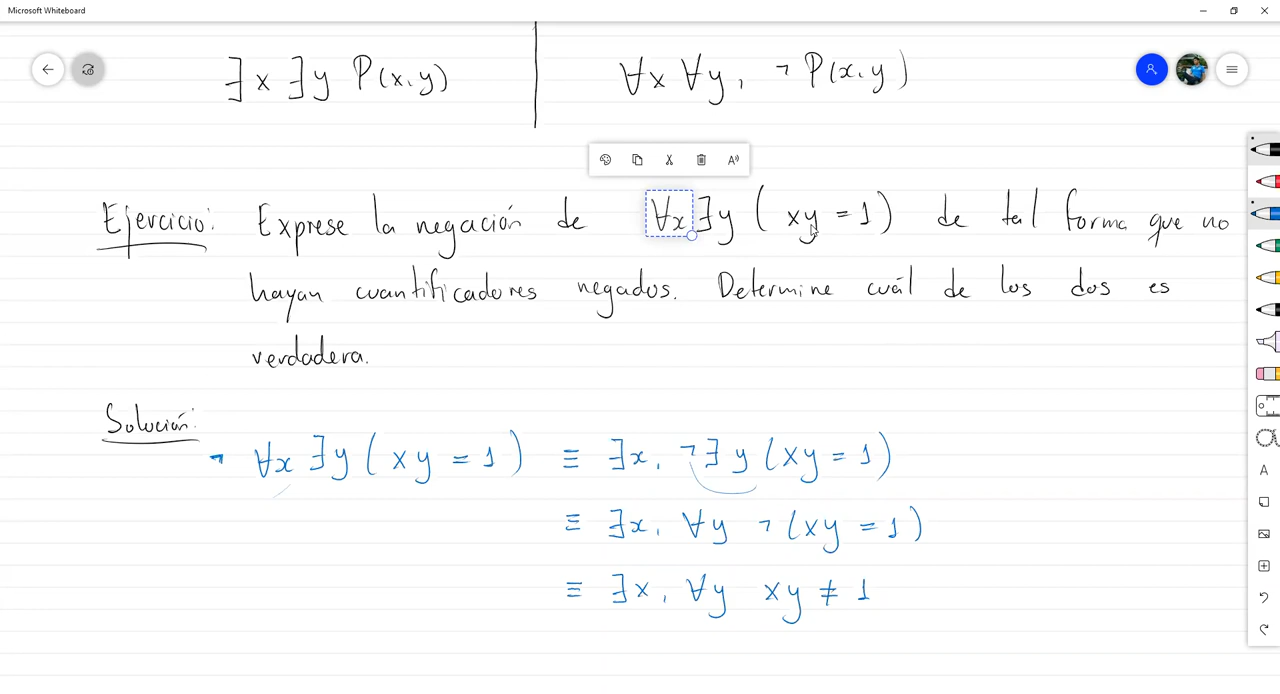 Microsoft Whiteboard
∃x ∃y P(x,y) ∀x ∀y, ¬P(x,y)
Ejercicio: Exprese la negación de ∀x ∃y (xy = 1) de tal forma que no
hayan cuantificadores negados. Determine cuál de los dos es
verdadera.
Solución:
¬ ∀x ∃y (xy = 1) ≡ ∃x, ¬∃y (xy = 1)
≡ ∃x, ∀y ¬(xy = 1)
≡ ∃x, ∀y xy ≠ 1